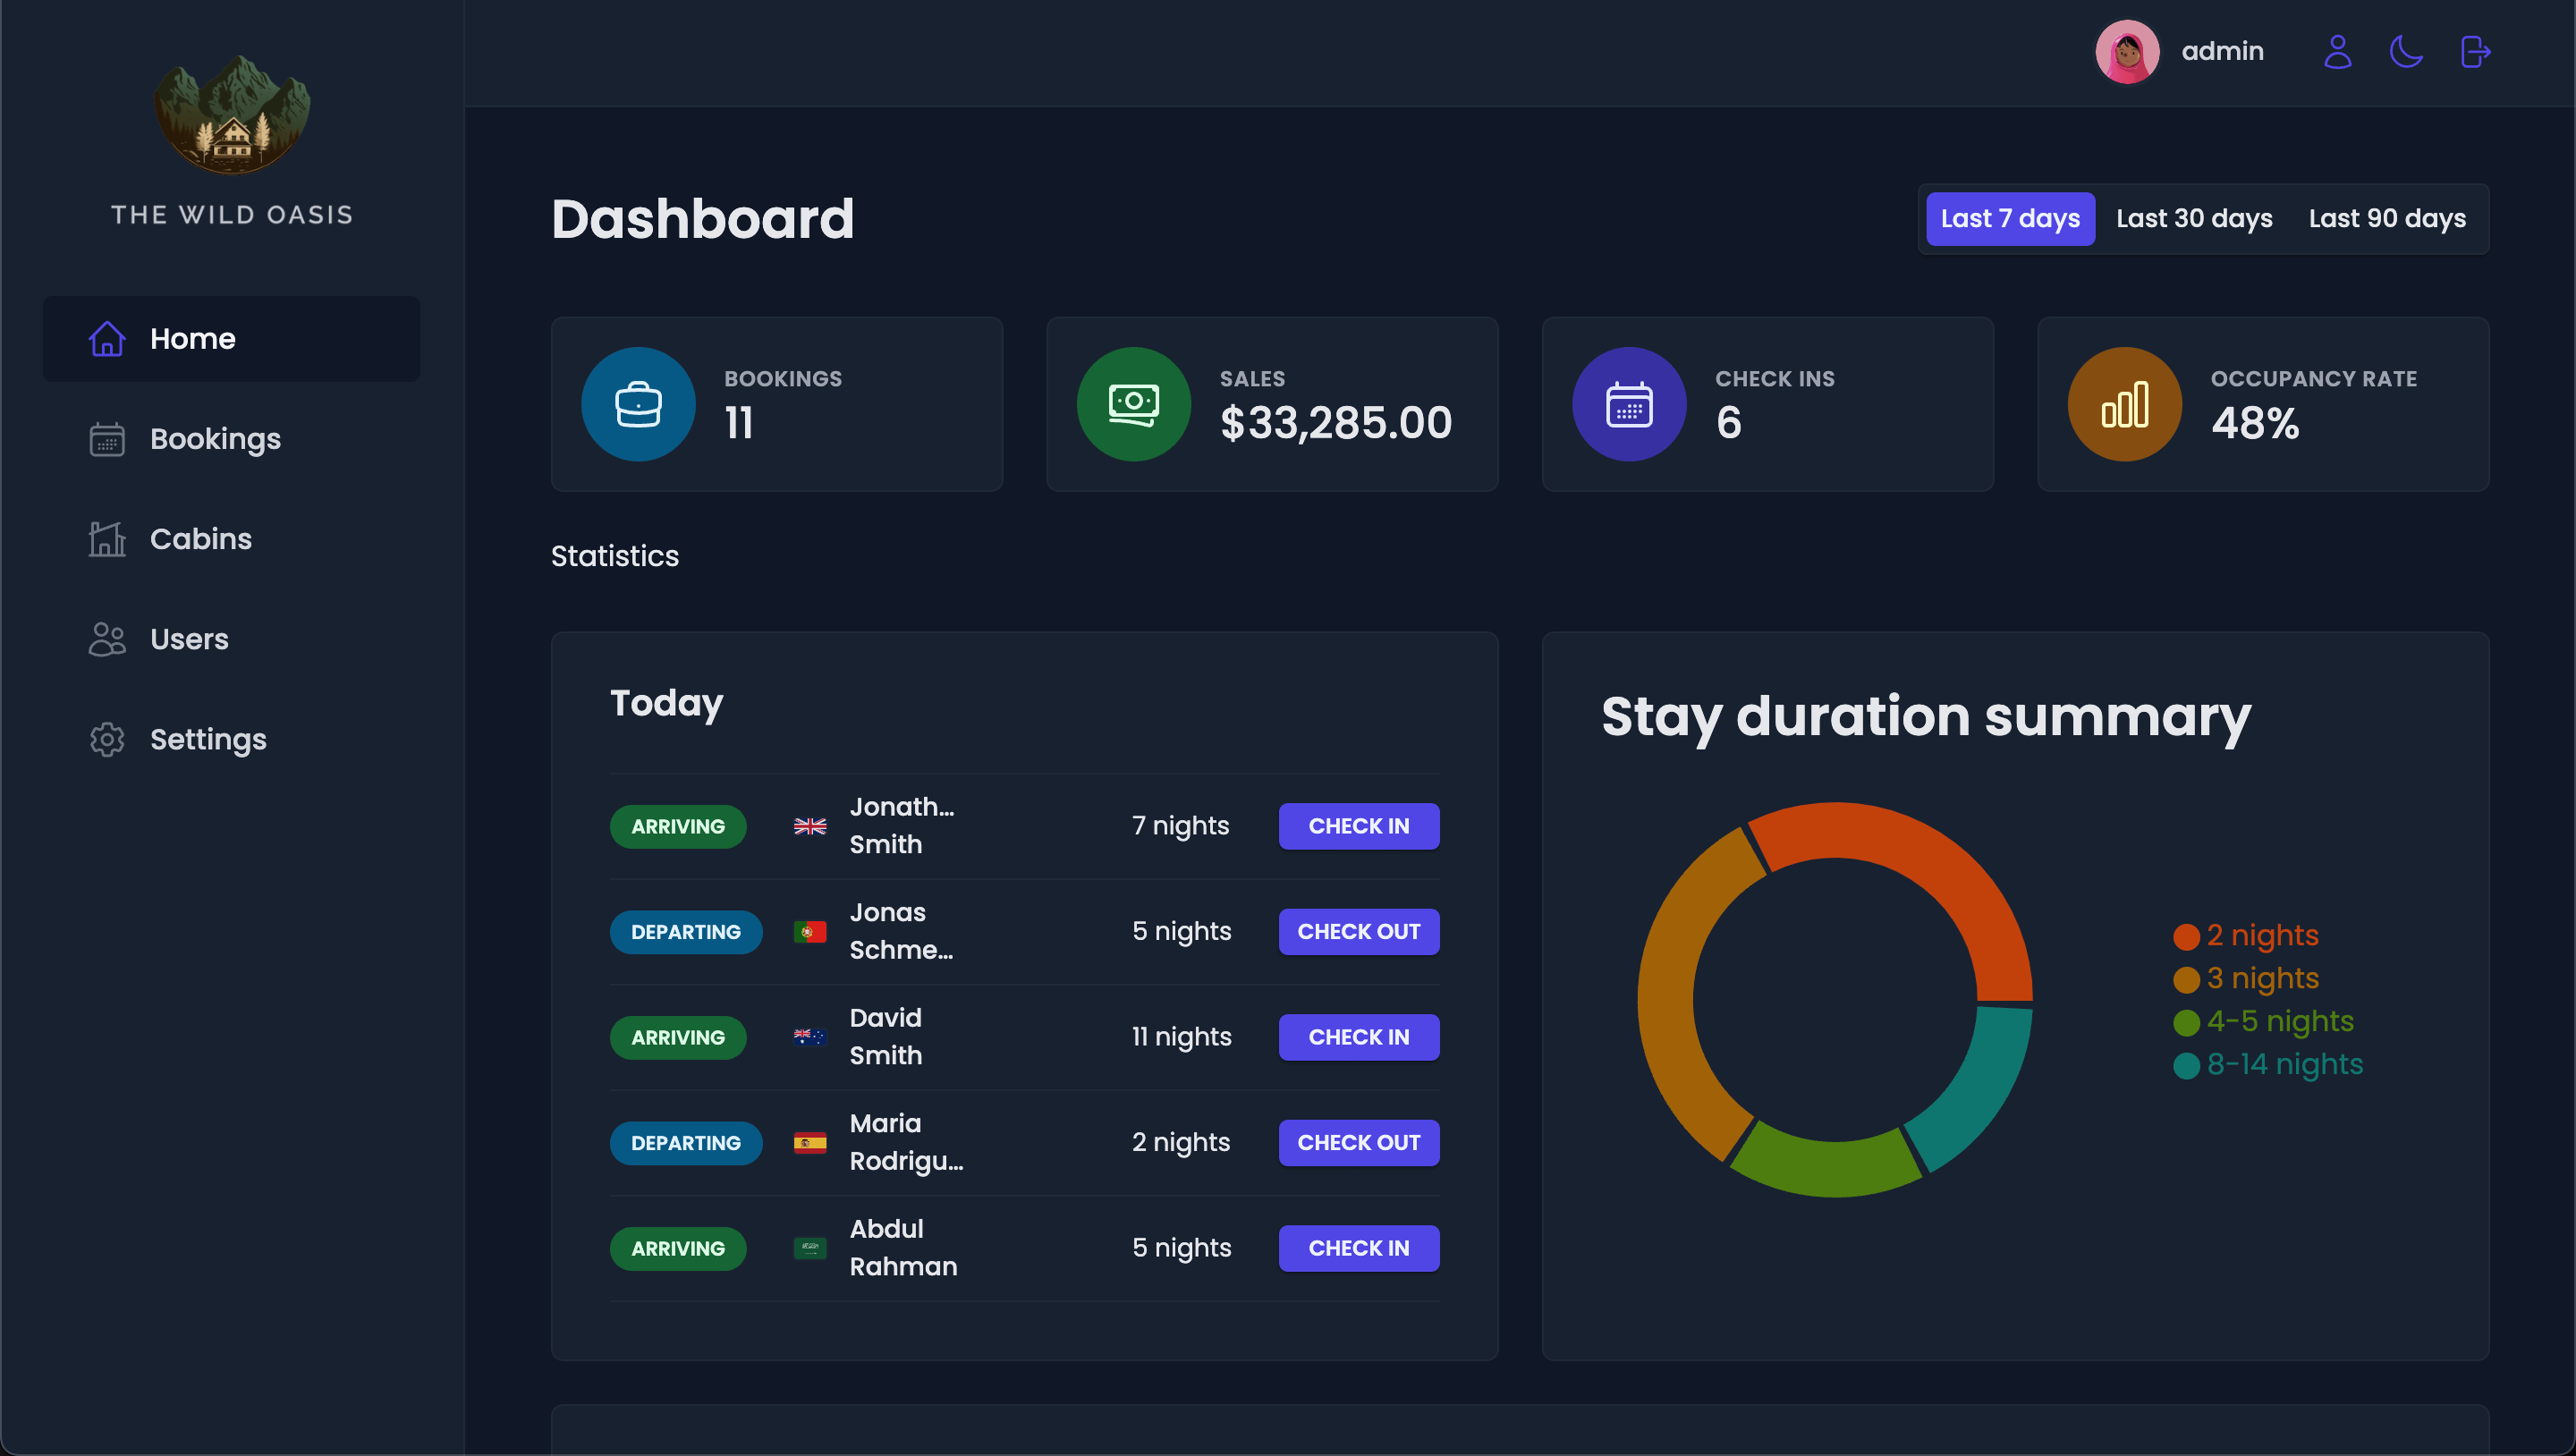 THE WILD OASIS
Home
Bookings
Cabins
Users
Settings
admin
Dashboard
Last 7 days Last 30 days Last 90 days
BOOKINGS
11
SALES
$33,285.00
CHECK INS
6
OCCUPANCY RATE
48%
Statistics
Today
ARRIVING Jonath... 7 nights CHECK IN
Smith
DEPARTING Jonas 5 nights CHECK OUT
Schme...
ARRIVING David 11 nights CHECK IN
Smith
DEPARTING Maria 2 nights CHECK OUT
Rodrigu...
ARRIVING Abdul 5 nights CHECK IN
Rahman
Stay duration summary
2 nights
3 nights
4-5 nights
8-14 nights